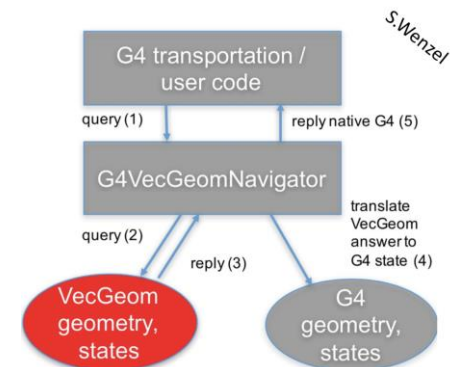 S.Wenzel
G4 transportation /
user code
query (1)
reply native G4 (5)
G4VecGeomNavigator
translate
VecGeom
answer to
G4 state (4)
query (2)
reply (3)
VecGeom
geometry,
states
G4
geometry,
states